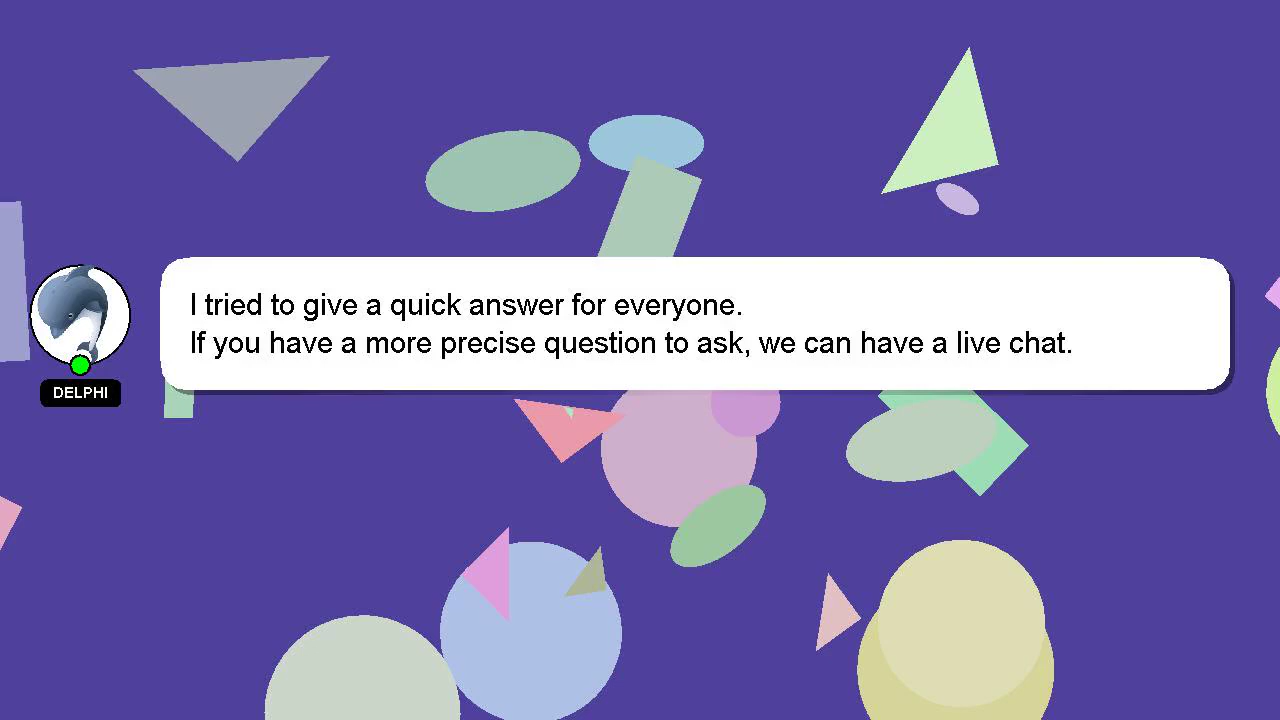 I tried to give a quick answer for everyone.
If you have a more precise question to ask, we can have a live chat.
DELPHI